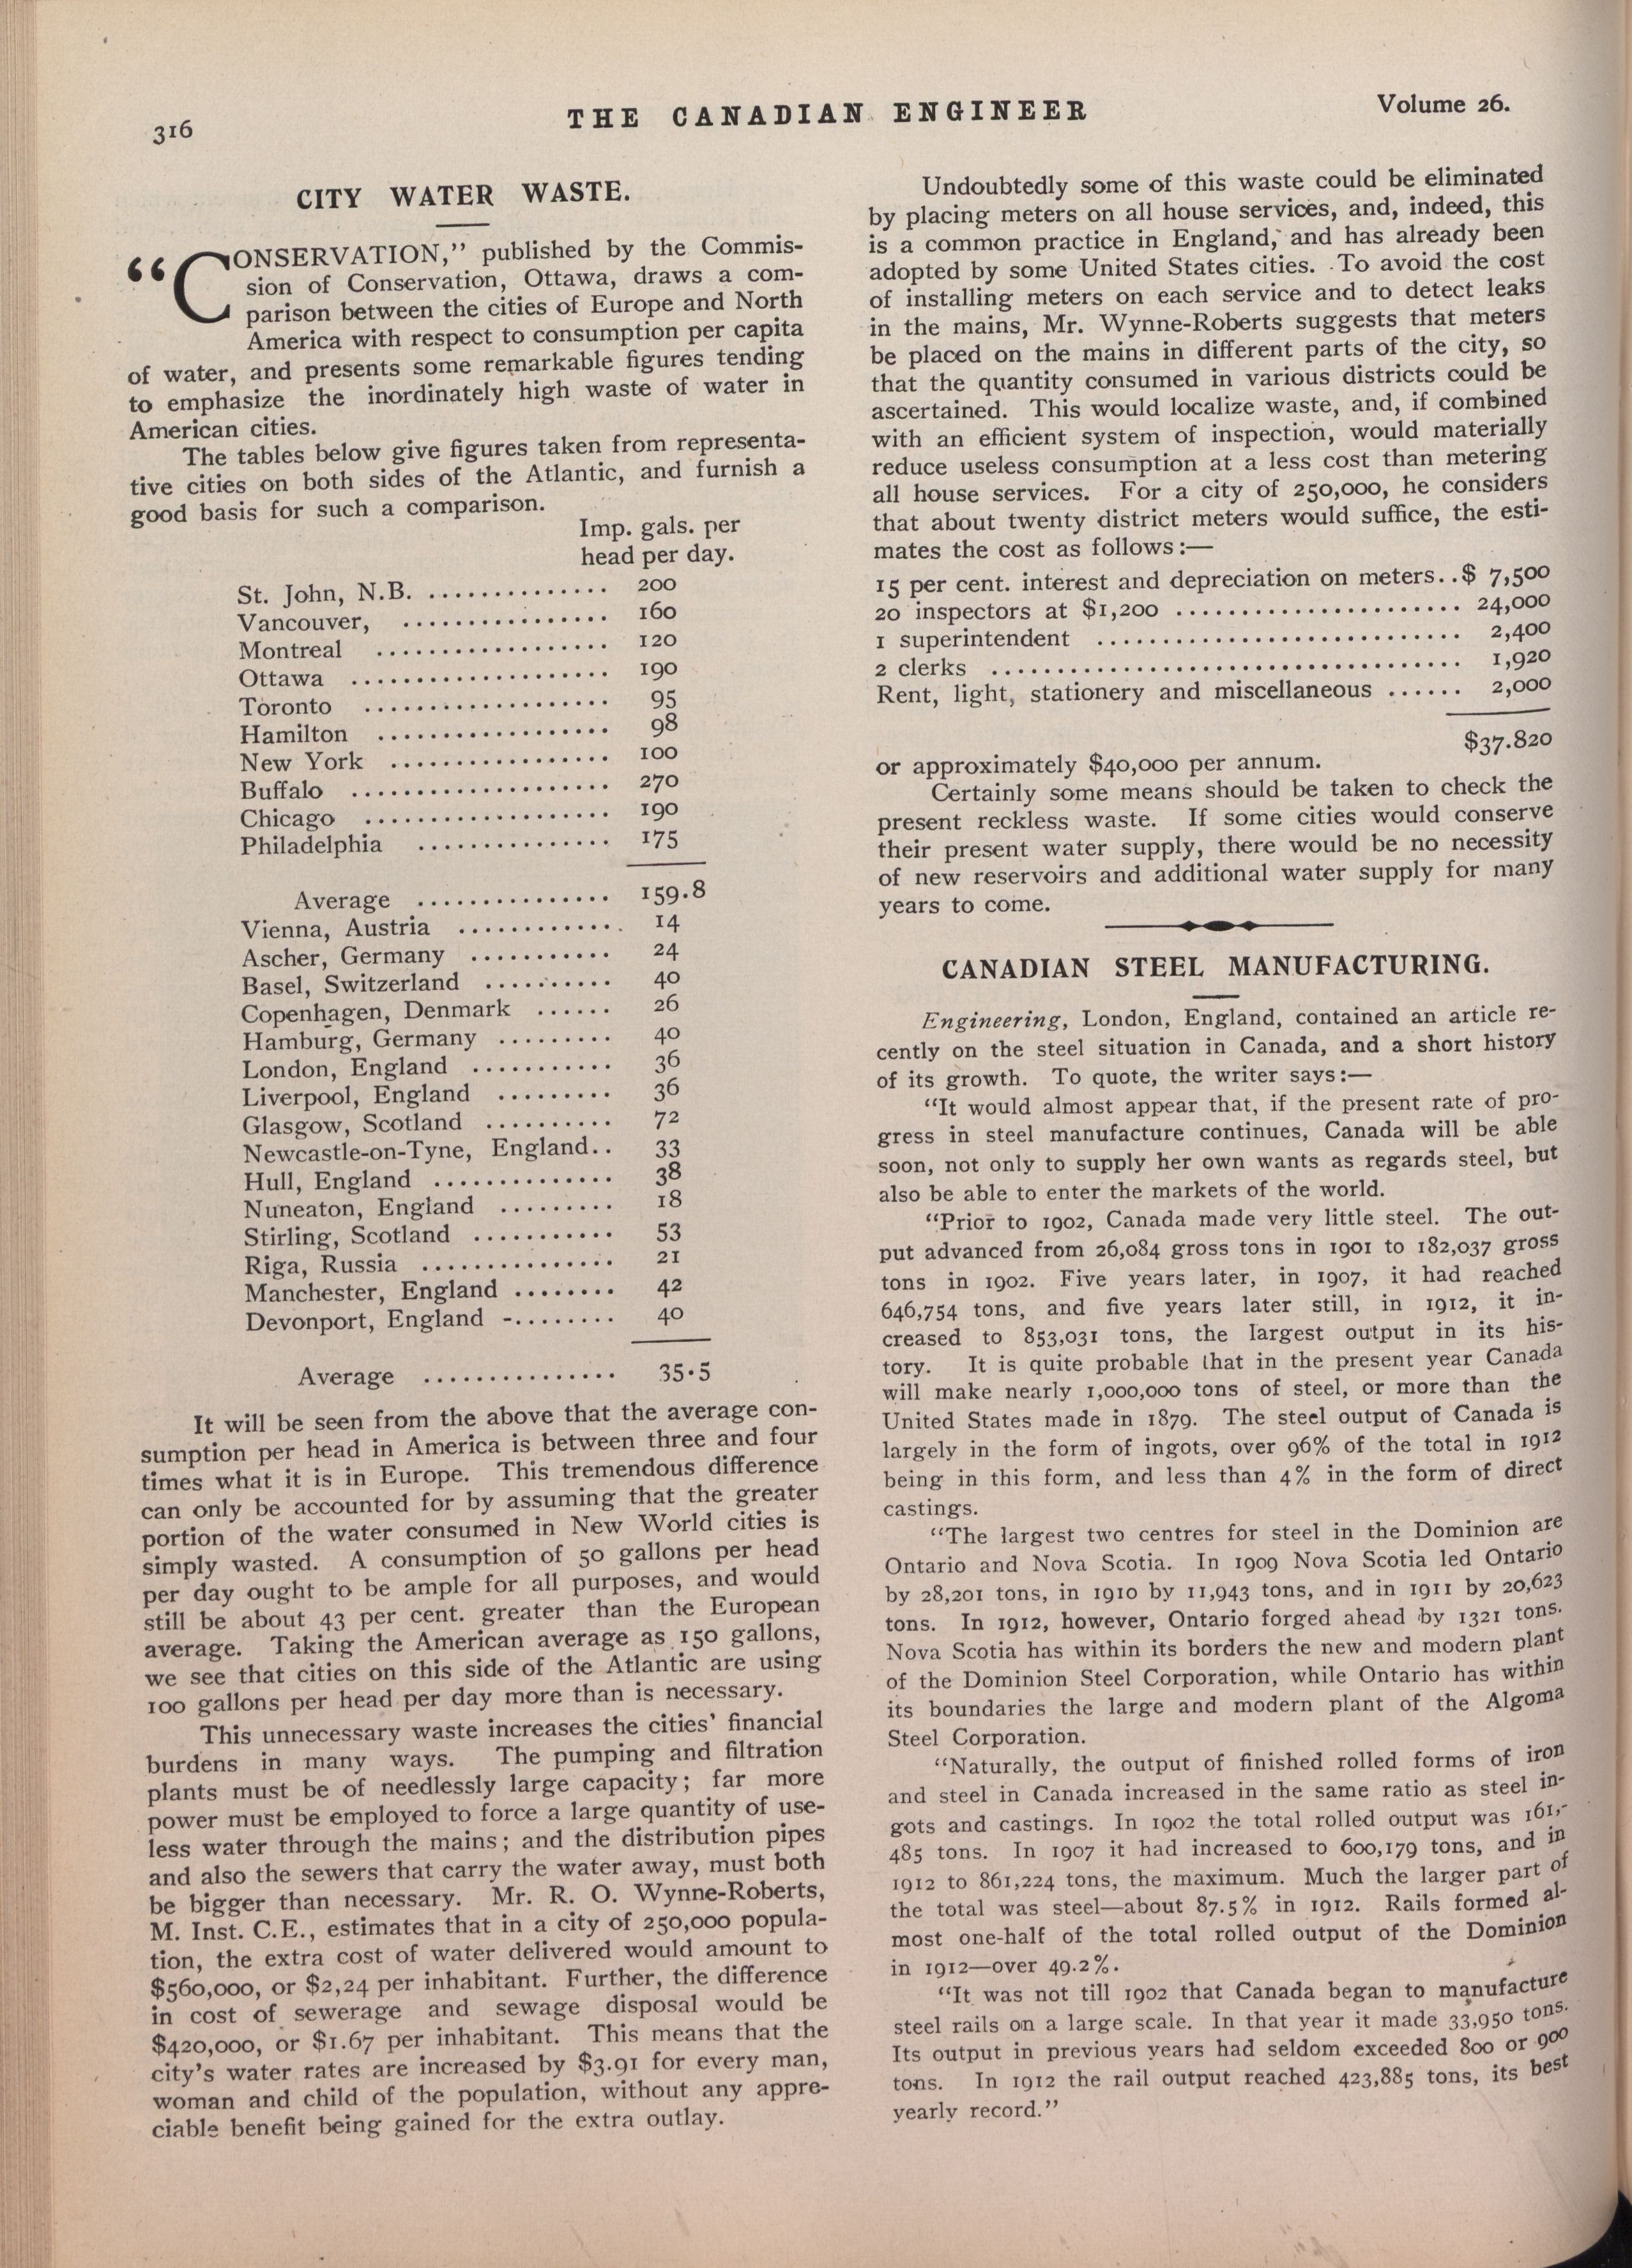 316
THE CANADIAN ENGINEER
Volume 26.
CITY WATER WASTE.
“CONSERVATION,” published by the Commis-
sion of Conservation, Ottawa, draws a com-
parison between the cities of Europe and North
America with respect to consumption per capita
of water, and presents some remarkable figures tending
to emphasize the inordinately high waste of water in
American cities.
The tables below give figures taken from representa-
tive cities on both sides of the Atlantic, and furnish a
good basis for such a comparison.
Imp. gals. per
head per day.
St. John, N.B. .............. 200
Vancouver, ................ 160
Montreal .................. 120
Ottawa .................... 190
Toronto ................... 95
Hamilton .................. 98
New York ................. 100
Buffalo .................... 270
Chicago ................... 190
Philadelphia ............... 175
Average ............... 159.8
Vienna, Austria ............. 14
Ascher, Germany ........... 24
Basel, Switzerland .......... 40
Copenhagen, Denmark ...... 26
Hamburg, Germany ......... 40
London, England ........... 36
Liverpool, England ......... 36
Glasgow, Scotland .......... 72
Newcastle-on-Tyne, England.. 33
Hull, England .............. 38
Nuneaton, England ......... 18
Stirling, Scotland ........... 53
Riga, Russia ............... 21
Manchester, England ........ 42
Devonport, England -........ 40
Average ............... 35.5
It will be seen from the above that the average con-
sumption per head in America is between three and four
times what it is in Europe. This tremendous difference
can only be accounted for by assuming that the greater
portion of the water consumed in New World cities is
simply wasted. A consumption of 50 gallons per head
per day ought to be ample for all purposes, and would
still be about 43 per cent. greater than the European
average. Taking the American average as 150 gallons,
we see that cities on this side of the Atlantic are using
100 gallons per head per day more than is necessary.
This unnecessary waste increases the cities’ financial
burdens in many ways. The pumping and filtration
plants must be of needlessly large capacity; far more
power must be employed to force a large quantity of use-
less water through the mains; and the distribution pipes
and also the sewers that carry the water away, must both
be bigger than necessary. Mr. R. O. Wynne-Roberts,
M. Inst. C.E., estimates that in a city of 250,000 popula-
tion, the extra cost of water delivered would amount to
$560,000, or $2,24 per inhabitant. Further, the difference
in cost of sewerage and sewage disposal would be
$420,000, or $1.67 per inhabitant. This means that the
city’s water rates are increased by $3.91 for every man,
woman and child of the population, without any appre-
ciable benefit being gained for the extra outlay.
Undoubtedly some of this waste could be eliminated
by placing meters on all house services, and, indeed, this
is a common practice in England, and has already been
adopted by some United States cities. To avoid the cost
of installing meters on each service and to detect leaks
in the mains, Mr. Wynne-Roberts suggests that meters
be placed on the mains in different parts of the city, so
that the quantity consumed in various districts could be
ascertained. This would localize waste, and, if combined
with an efficient system of inspection, would materially
reduce useless consumption at a less cost than metering
all house services. For a city of 250,000, he considers
that about twenty district meters would suffice, the esti-
mates the cost as follows:—
15 per cent. interest and depreciation on meters..$ 7,500
20 inspectors at $1,200 ...................... 24,000
1 superintendent ............................ 2,400
2 clerks .................................... 1,920
Rent, light, stationery and miscellaneous ...... 2,000
$37.820
or approximately $40,000 per annum.
Certainly some means should be taken to check the
present reckless waste. If some cities would conserve
their present water supply, there would be no necessity
of new reservoirs and additional water supply for many
years to come.
CANADIAN STEEL MANUFACTURING.
Engineering, London, England, contained an article re-
cently on the steel situation in Canada, and a short history
of its growth. To quote, the writer says:—
“It would almost appear that, if the present rate of pro-
gress in steel manufacture continues, Canada will be able
soon, not only to supply her own wants as regards steel, but
also be able to enter the markets of the world.
“Prior to 1902, Canada made very little steel. The out-
put advanced from 26,084 gross tons in 1901 to 182,037 gross
tons in 1902. Five years later, in 1907, it had reached
646,754 tons, and five years later still, in 1912, it in-
creased to 853,031 tons, the largest output in its his-
tory. It is quite probable that in the present year Canada
will make nearly 1,000,000 tons of steel, or more than the
United States made in 1879. The steel output of Canada is
largely in the form of ingots, over 96% of the total in 1912
being in this form, and less than 4% in the form of direct
castings.
“The largest two centres for steel in the Dominion are
Ontario and Nova Scotia. In 1909 Nova Scotia led Ontario
by 28,201 tons, in 1910 by 11,943 tons, and in 1911 by 20,623
tons. In 1912, however, Ontario forged ahead by 1321 tons.
Nova Scotia has within its borders the new and modern plant
of the Dominion Steel Corporation, while Ontario has within
its boundaries the large and modern plant of the Algoma
Steel Corporation.
“Naturally, the output of finished rolled forms of iron
and steel in Canada increased in the same ratio as steel in-
gots and castings. In 1902 the total rolled output was 161,-
485 tons. In 1907 it had increased to 600,179 tons, and in
1912 to 861,224 tons, the maximum. Much the larger part of
the total was steel—about 87.5% in 1912. Rails formed al-
most one-half of the total rolled output of the Dominion
in 1912—over 49.2%.
“It was not till 1902 that Canada began to manufacture
steel rails on a large scale. In that year it made 33,950 tons.
Its output in previous years had seldom exceeded 800 or 900
tons. In 1912 the rail output reached 423,885 tons, its best
yearly record.”